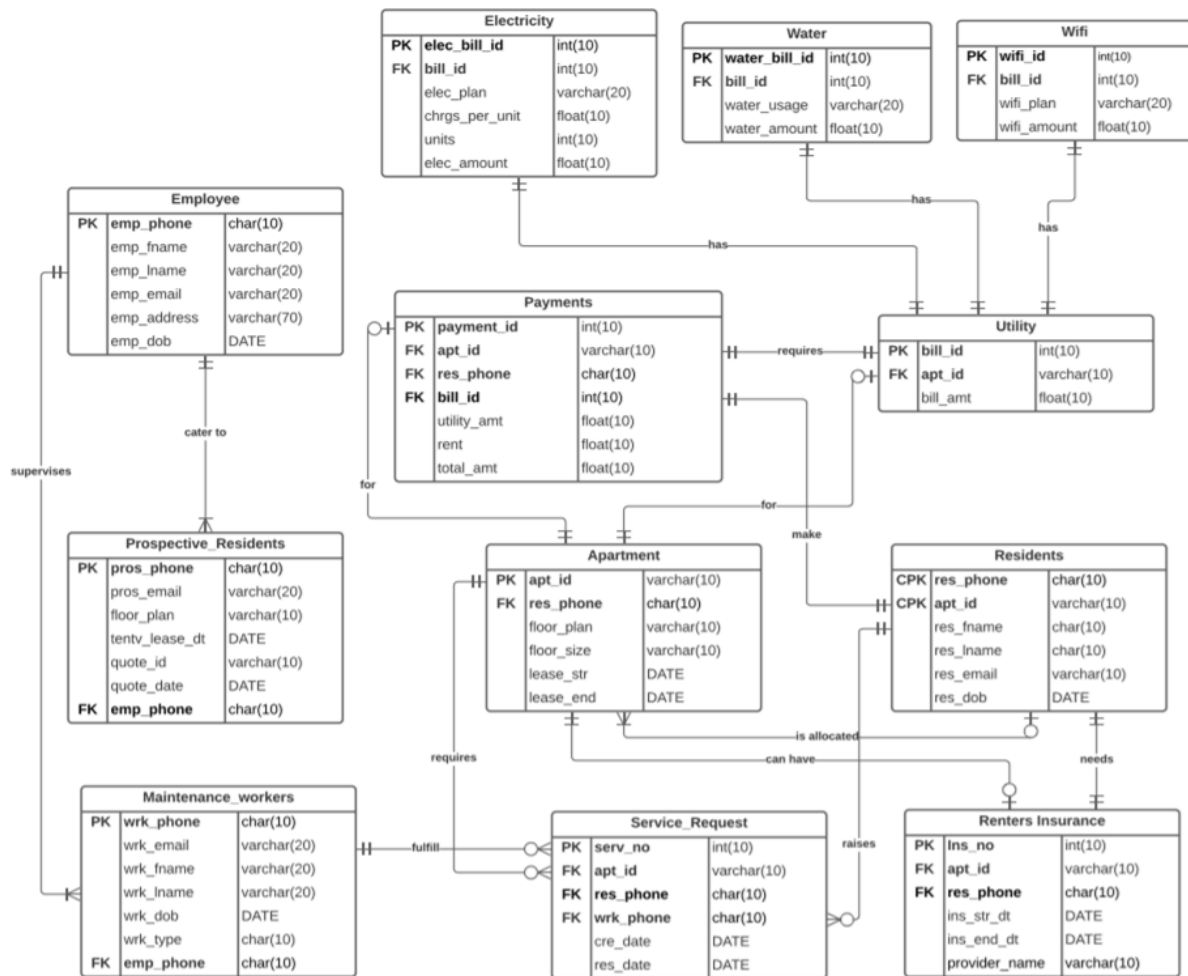 Electricity
PK elec_bill_id int(10)
FK bill_id int(10)
elec_plan varchar(20)
chrgs_per_unit float(10)
units int(10)
elec_amount float(10)
Water
PK water_bill_id int(10)
FK bill_id int(10)
water_usage varchar(20)
water_amount float(10)
Wifi
PK wifi_id int(10)
FK bill_id int(10)
wifi_plan varchar(20)
wifi_amount float(10)
has
has
has
Employee
PK emp_phone char(10)
emp_fname varchar(20)
emp_lname varchar(20)
emp_email varchar(20)
emp_address varchar(70)
emp_dob DATE
Payments
PK payment_id int(10)
FK apt_id varchar(10)
FK res_phone char(10)
FK bill_id int(10)
utility_amt float(10)
rent float(10)
total_amt float(10)
requires
Utility
PK bill_id int(10)
FK apt_id varchar(10)
bill_amt float(10)
cater to
supervises
for
for
make
Prospective_Residents
PK pros_phone char(10)
pros_email varchar(20)
floor_plan varchar(10)
tentv_lease_dt DATE
quote_id varchar(10)
quote_date DATE
FK emp_phone char(10)
Apartment
PK apt_id varchar(10)
FK res_phone char(10)
floor_plan varchar(10)
floor_size varchar(10)
lease_str DATE
lease_end DATE
Residents
CPK res_phone char(10)
CPK apt_id varchar(10)
res_fname char(10)
res_lname char(10)
res_email varchar(10)
res_dob DATE
is allocated
requires
can have
needs
Maintenance_workers
PK wrk_phone char(10)
wrk_email varchar(20)
wrk_fname varchar(20)
wrk_lname varchar(20)
wrk_dob DATE
wrk_type char(10)
FK emp_phone char(10)
fulfill
Service_Request
PK serv_no int(10)
FK apt_id varchar(10)
FK res_phone char(10)
FK wrk_phone char(10)
cre_date DATE
res_date DATE
raises
Renters Insurance
PK Ins_no int(10)
FK apt_id varchar(10)
FK res_phone char(10)
ins_str_dt DATE
ins_end_dt DATE
provider_name varchar(10)